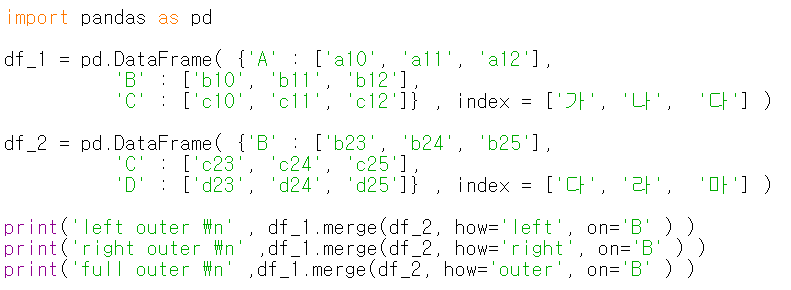 import pandas as pd
df_1 = pd.DataFrame( {'A' : ['a10', 'a11', 'a12'],
'B' : ['b10', 'b11', 'b12'],
'C' : ['c10', 'c11', 'c12']} , index = ['가', '나', '다'] )
df_2 = pd.DataFrame( {'B' : ['b23', 'b24', 'b25'],
'C' : ['c23', 'c24', 'c25'],
'D' : ['d23', 'd24', 'd25']} , index = ['다', '라', '마'] )
print('left outer ₩n' , df_1.merge(df_2, how='left', on='B' ) )
print('right outer ₩n' ,df_1.merge(df_2, how='right', on='B' ) )
print('full outer ₩n' ,df_1.merge(df_2, how='outer', on='B' ) )